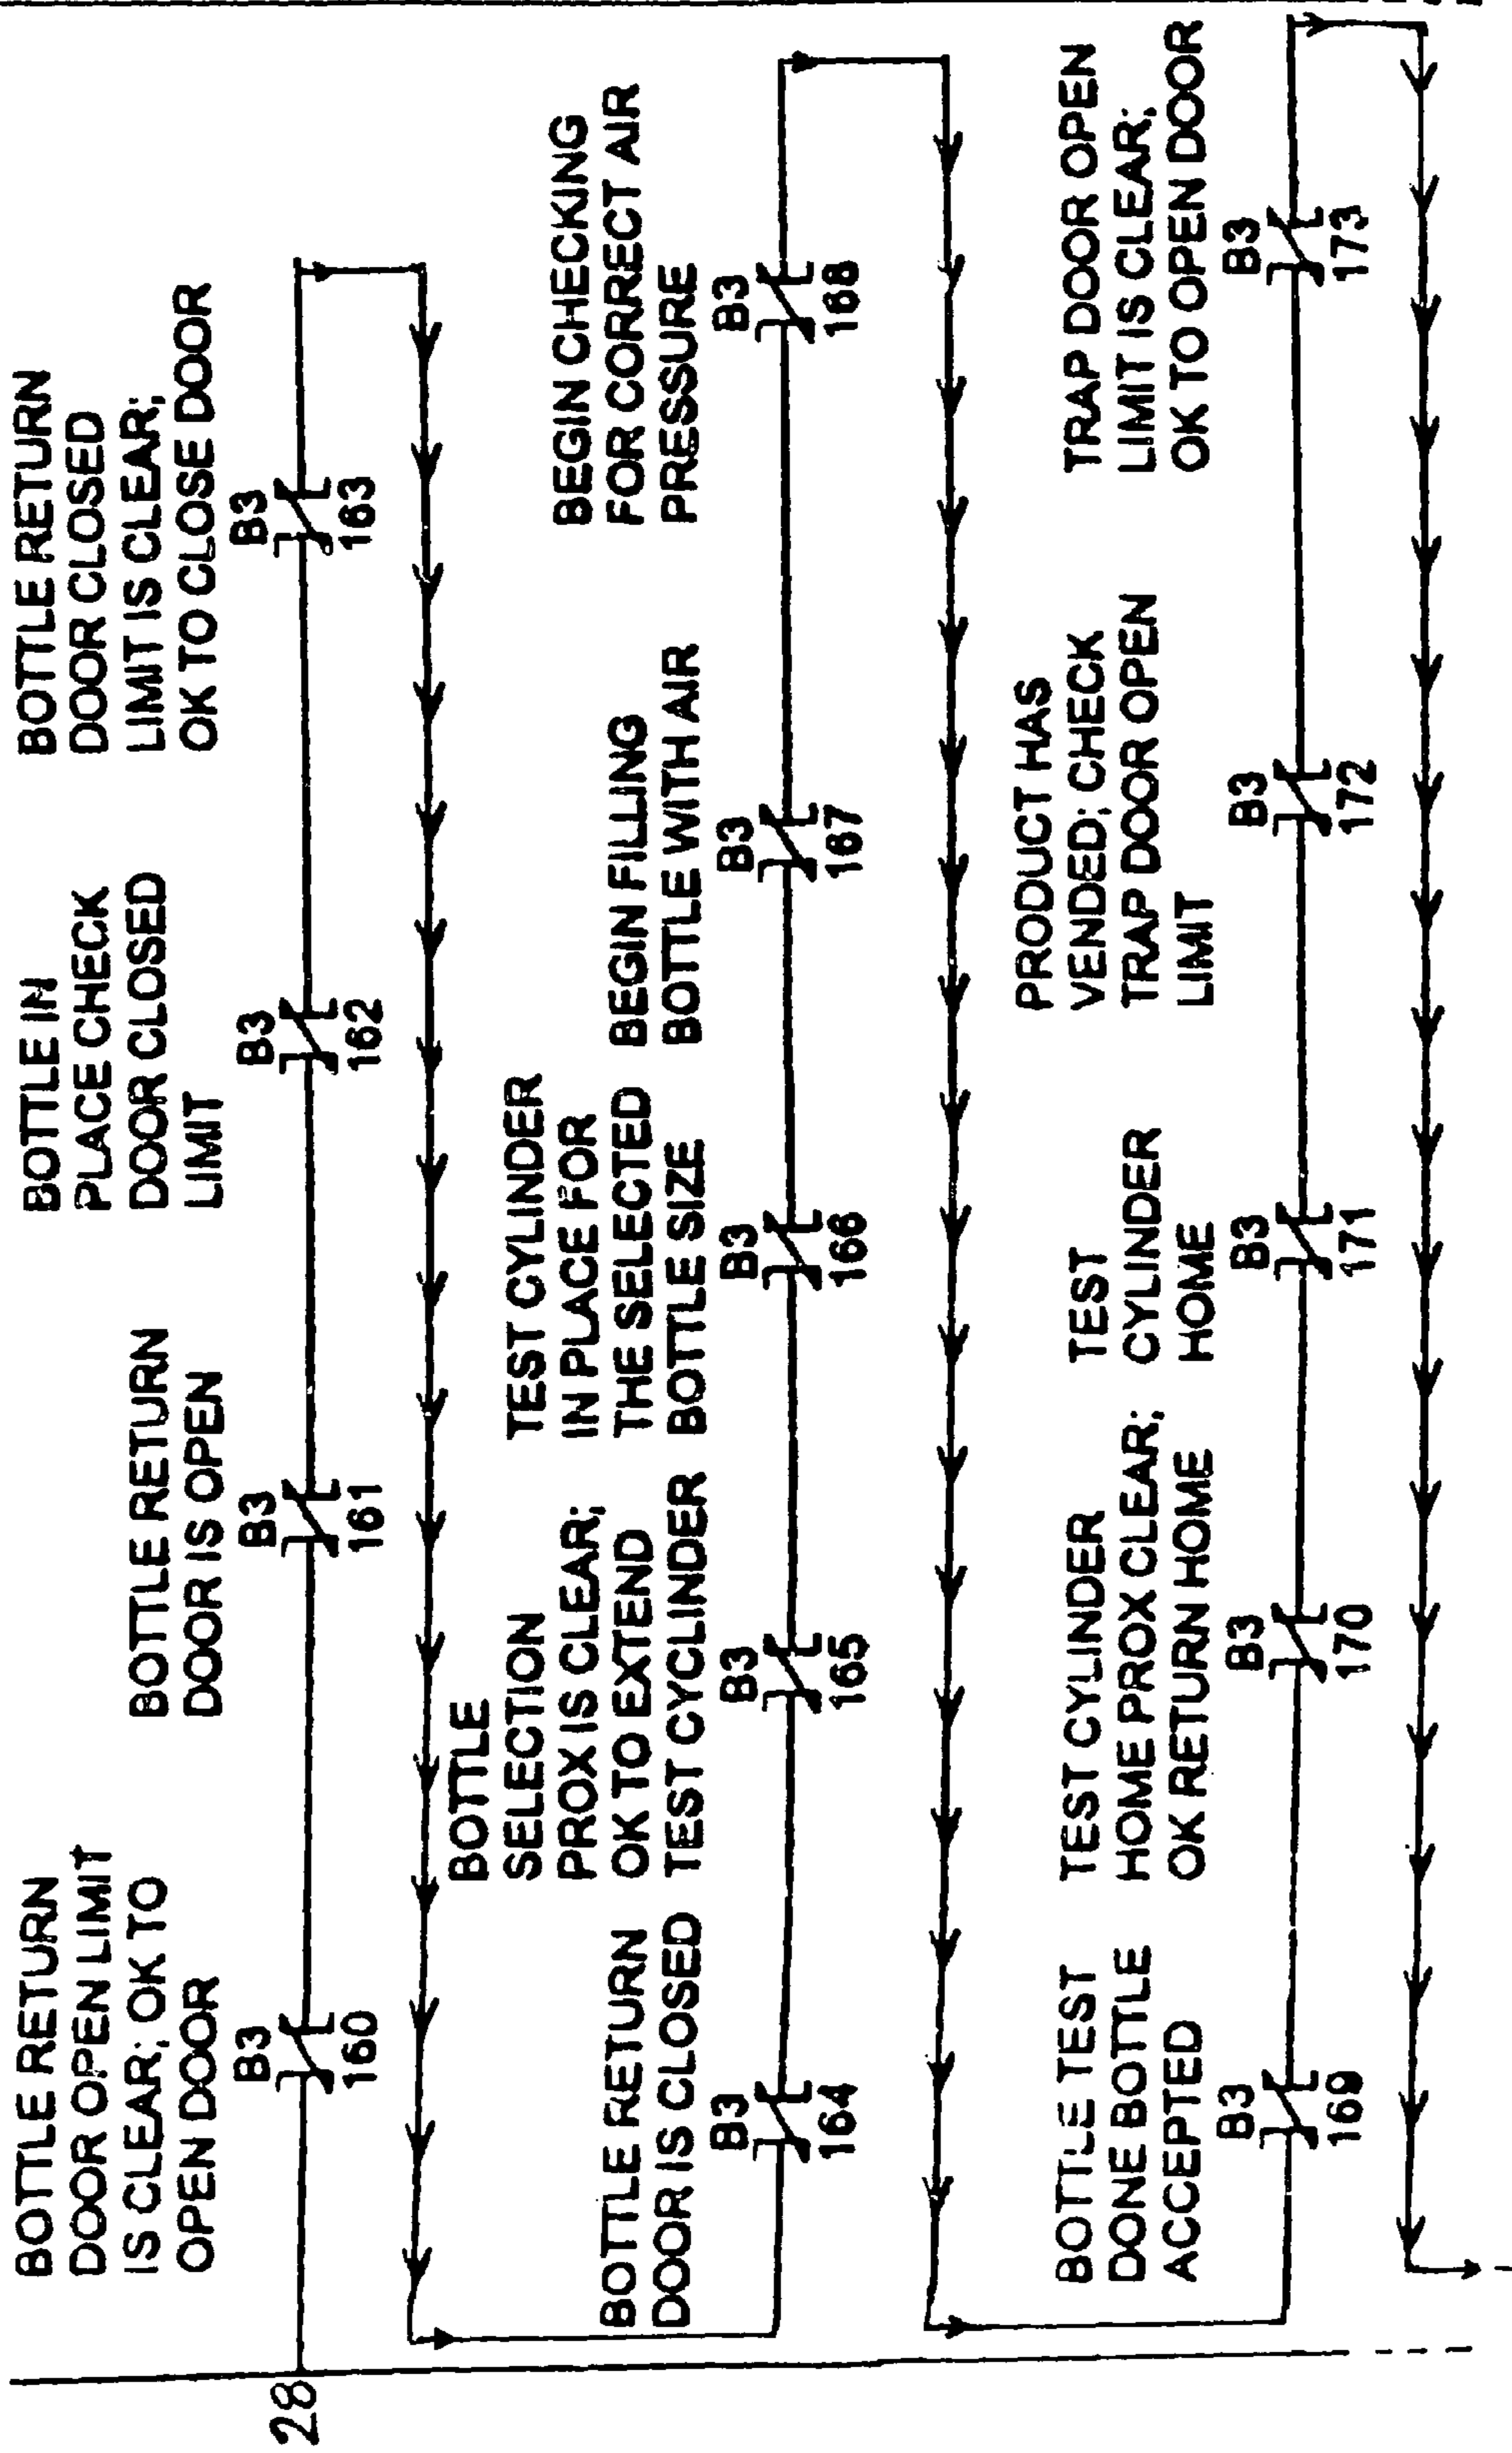 28
BOTTLE RETURN
DOOR OPEN LIMIT
IS CLEAR; OK TO
OPEN DOOR
B3
160
BOTTLE RETURN
DOOR IS OPEN
B3
161
BOTTLE IN
PLACE CHECK
DOOR CLOSED
LIMIT
B3
162
BOTTLE RETURN
DOOR CLOSED
LIMIT IS CLEAR;
OK TO CLOSE DOOR
B3
163
BOTTLE RETURN
DOOR IS CLOSED
B3
164
BOTTLE
SELECTION
PROX IS CLEAR;
OK TO EXTEND
TEST CYCLINDER
B3
165
TEST CYLINDER
IN PLACE FOR
THE SELECTED
BOTTLE SIZE
B3
166
BEGIN FILLING
BOTTLE WITH AIR
B3
167
BEGIN CHECKING
FOR CORRECT AIR
PRESSURE
B3
168
BOTTLE TEST
DONE BOTTLE
ACCEPTED
B3
169
TEST CYLINDER
HOME PROX CLEAR;
OK RETURN HOME
B3
170
TEST
CYLINDER
HOME
B3
171
PRODUCT HAS
VENDED; CHECK
TRAP DOOR OPEN
LIMIT
B3
172
TRAP DOOR OPEN
LIMIT IS CLEAR;
OK TO OPEN DOOR
B3
173